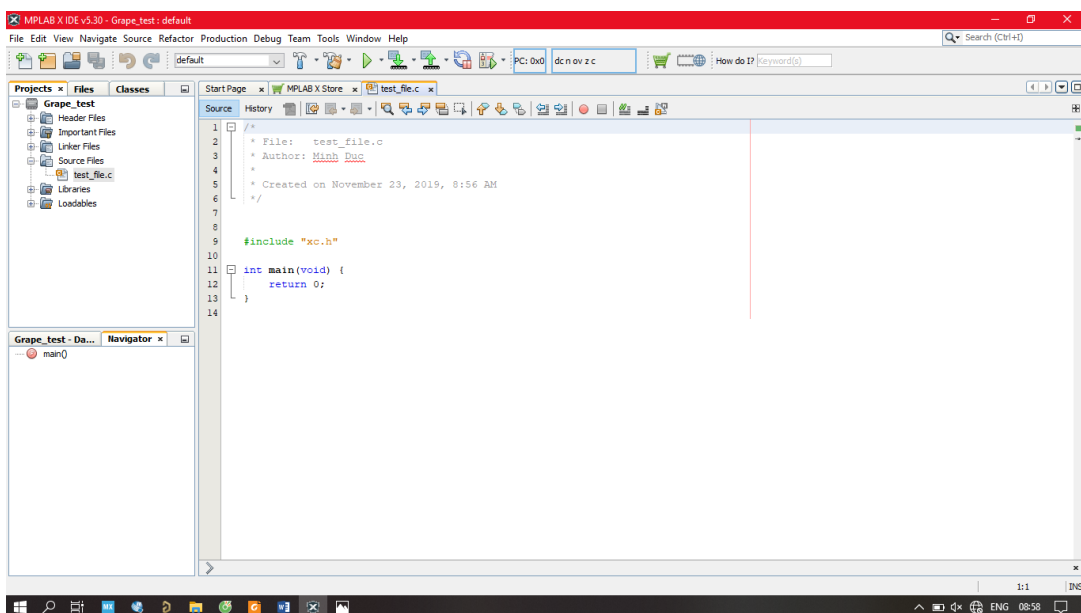 MPLAB X IDE v5.30 - Grape_test : default
File Edit View Navigate Source Refactor Production Debug Team Tools Window Help
Search (Ctrl+I)
default
PC: 0x0
dc n ov z c
How do I?
Keyword(s)
Projects
Files
Classes
Grape_test
Header Files
Important Files
Linker Files
Source Files
test_file.c
Libraries
Loadables
Start Page
MPLAB X Store
test_file.c
Source
History
1 /*
2 * File: test_file.c
3 * Author: Minh Duc
4 *
5 * Created on November 23, 2019, 8:56 AM
6 */
7
8
9 #include "xc.h"
10
11 int main(void) {
12 return 0;
13 }
14
Grape_test - Da...
Navigator
main()
1:1
INS
ENG
08:58